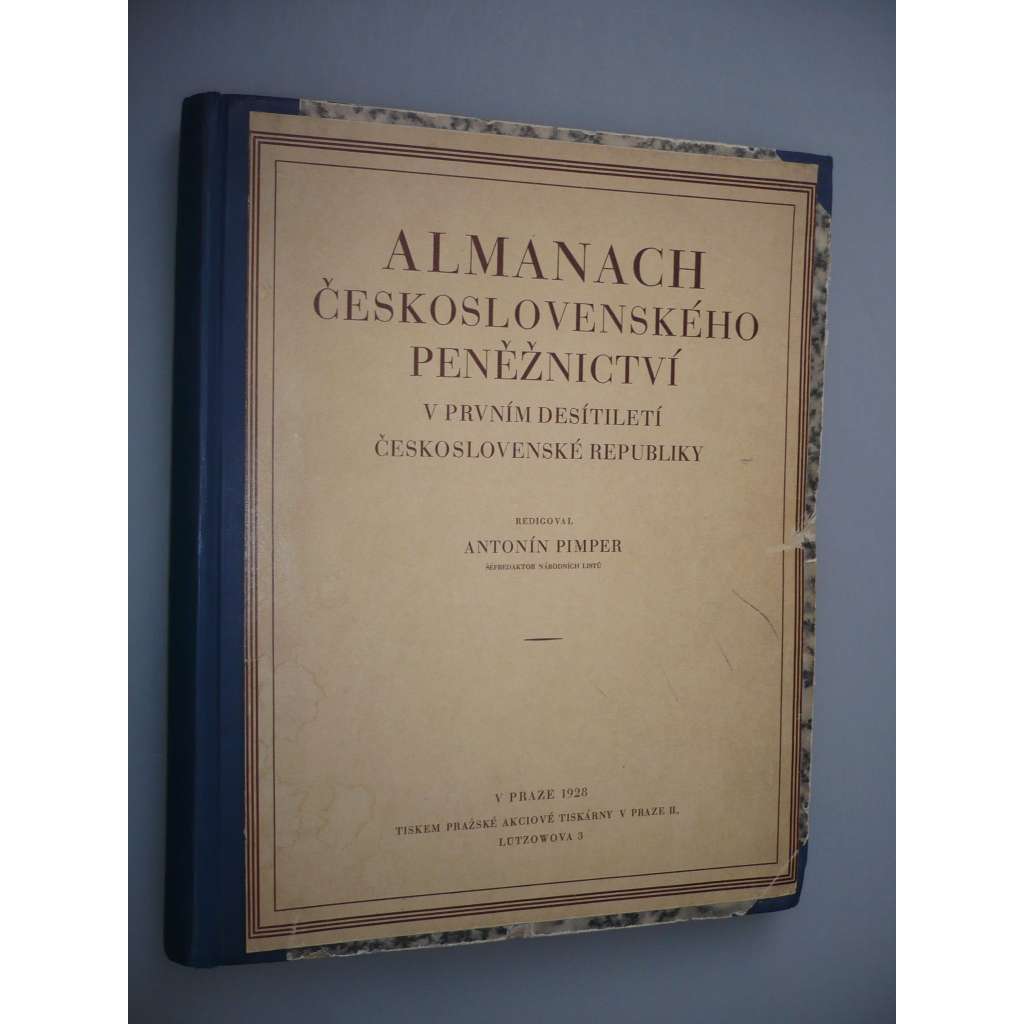 ALMANACH
ČESKOSLOVENSKÉHO
PENĚŽNICTVÍ
V PRVNÍM DESÍTILETÍ
ČESKOSLOVENSKÉ REPUBLIKY
REDIGOVAL
ANTONÍN PIMPER
ŠÉFREDAKTOR NÁRODNÍCH LISTŮ
V PRAZE 1928
TISKEM PRAŽSKÉ AKCIOVÉ TISKÁRNY V PRAZE II.,
LUTZOWOVA 3